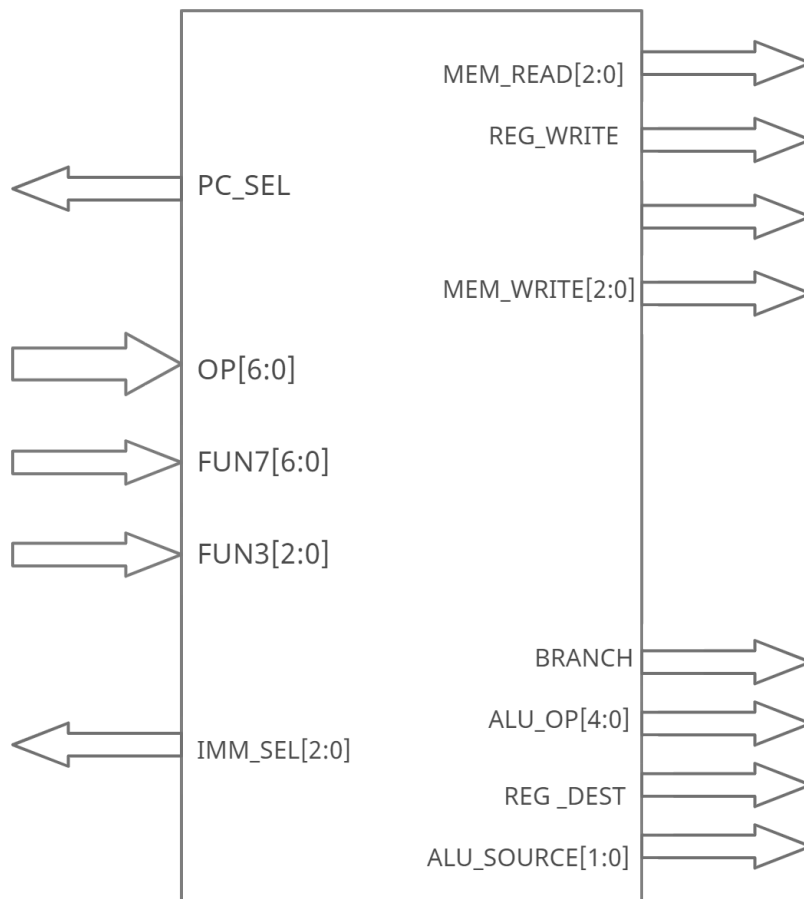 MEM_READ[2:0]
REG_WRITE
PC_SEL
MEM_WRITE[2:0]
OP[6:0]
FUN7[6:0]
FUN3[2:0]
BRANCH
ALU_OP[4:0]
IMM_SEL[2:0]
REG _DEST
ALU_SOURCE[1:0]